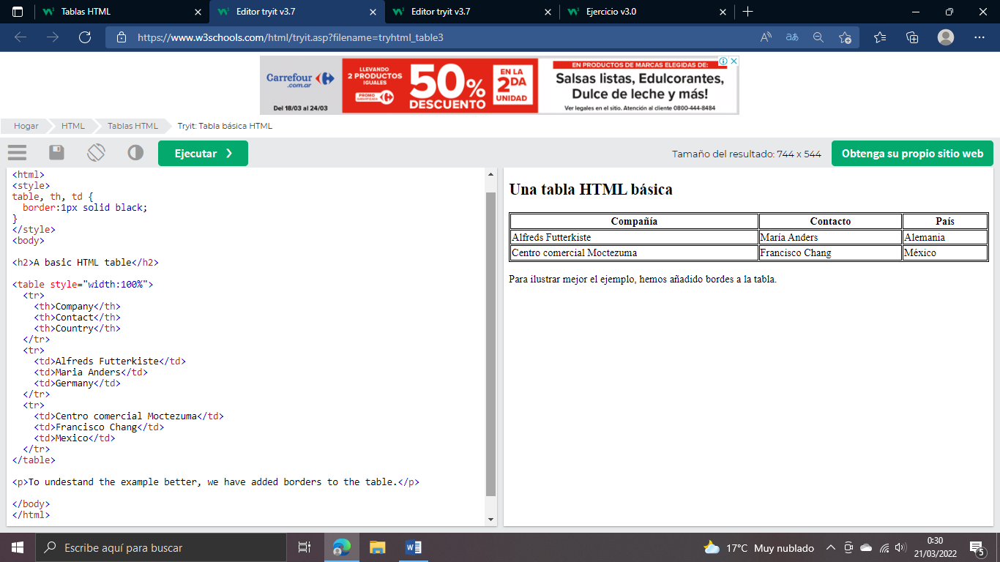 Tablas HTML
Editor tryit v3.7
Editor tryit v3.7
Ejercicio v3.0
https://www.w3schools.com/html/tryit.asp?filename=tryhtml_table3
Carrefour
.com.ar
Del 18/03 al 24/03
LLEVANDO
2 PRODUCTOS
IGUALES
PROMO
50%
DESCUENTO
EN LA
2DA
UNIDAD
EN PRODUCTOS DE MARCAS ELEGIDAS DE:
Salsas listas, Edulcorantes,
Dulce de leche y más!
Ver legales en el sitio. Atención al cliente 0800-444-8484
Hogar
HTML
Tablas HTML
Tryit: Tabla básica HTML
Ejecutar ❯
Tamaño del resultado: 744 x 544
Obtenga su propio sitio web
<html>
<style>
table, th, td {
  border:1px solid black;
}
</style>
<body>
<h2>A basic HTML table</h2>
<table style="width:100%">
  <tr>
    <th>Company</th>
    <th>Contact</th>
    <th>Country</th>
  </tr>
  <tr>
    <td>Alfreds Futterkiste</td>
    <td>Maria Anders</td>
    <td>Germany</td>
  </tr>
  <tr>
    <td>Centro comercial Moctezuma</td>
    <td>Francisco Chang</td>
    <td>Mexico</td>
  </tr>
</table>
<p>To undestand the example better, we have added borders to the table.</p>
</body>
</html>
Una tabla HTML básica
Compañía Contacto País
Alfreds Futterkiste María Anders Alemania
Centro comercial Moctezuma Francisco Chang México
Para ilustrar mejor el ejemplo, hemos añadido bordes a la tabla.
Escribe aquí para buscar
17°C Muy nublado
0:30
21/03/2022
5